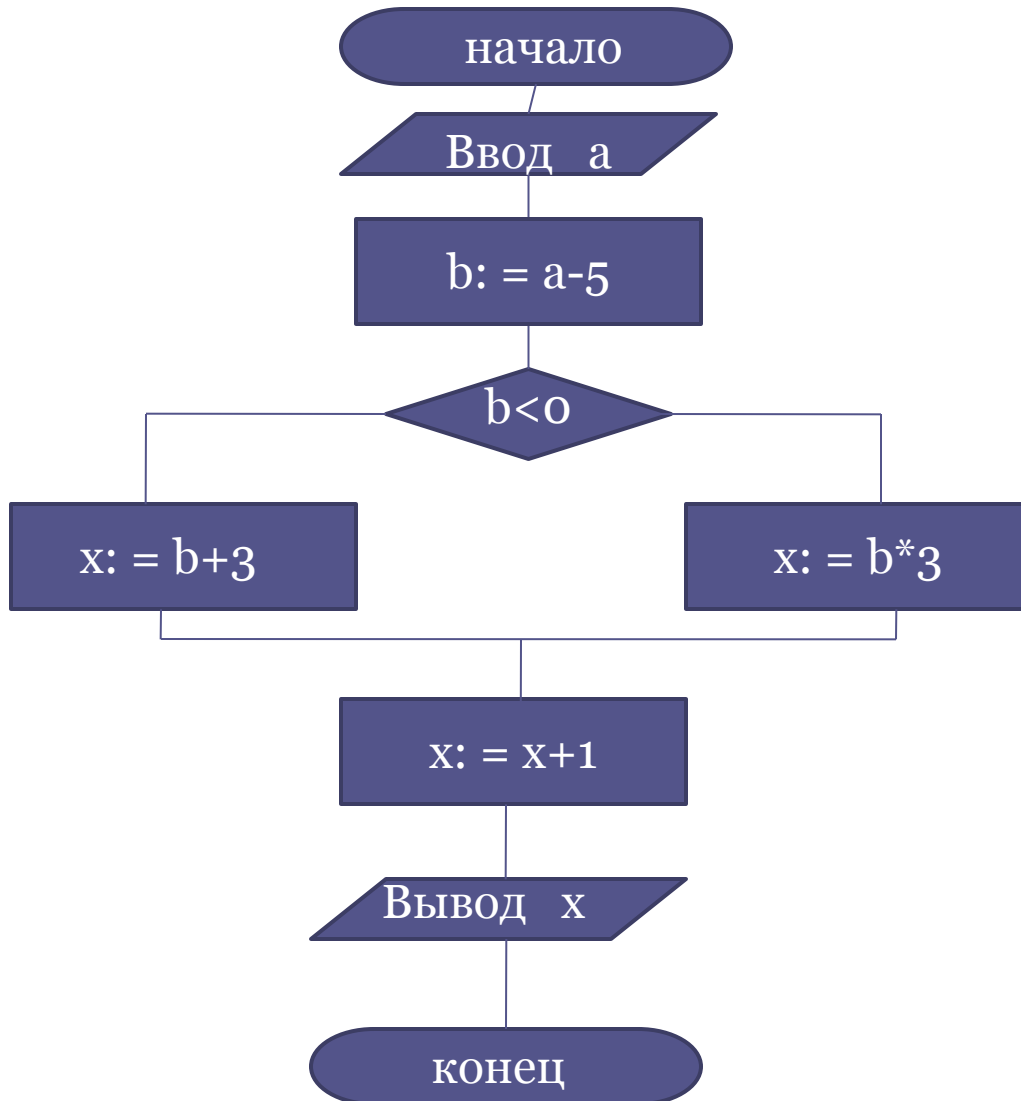 начало
Ввод a
b: = a-5
b<0
x: = b+3
x: = b*3
x: = x+1
Вывод x
конец